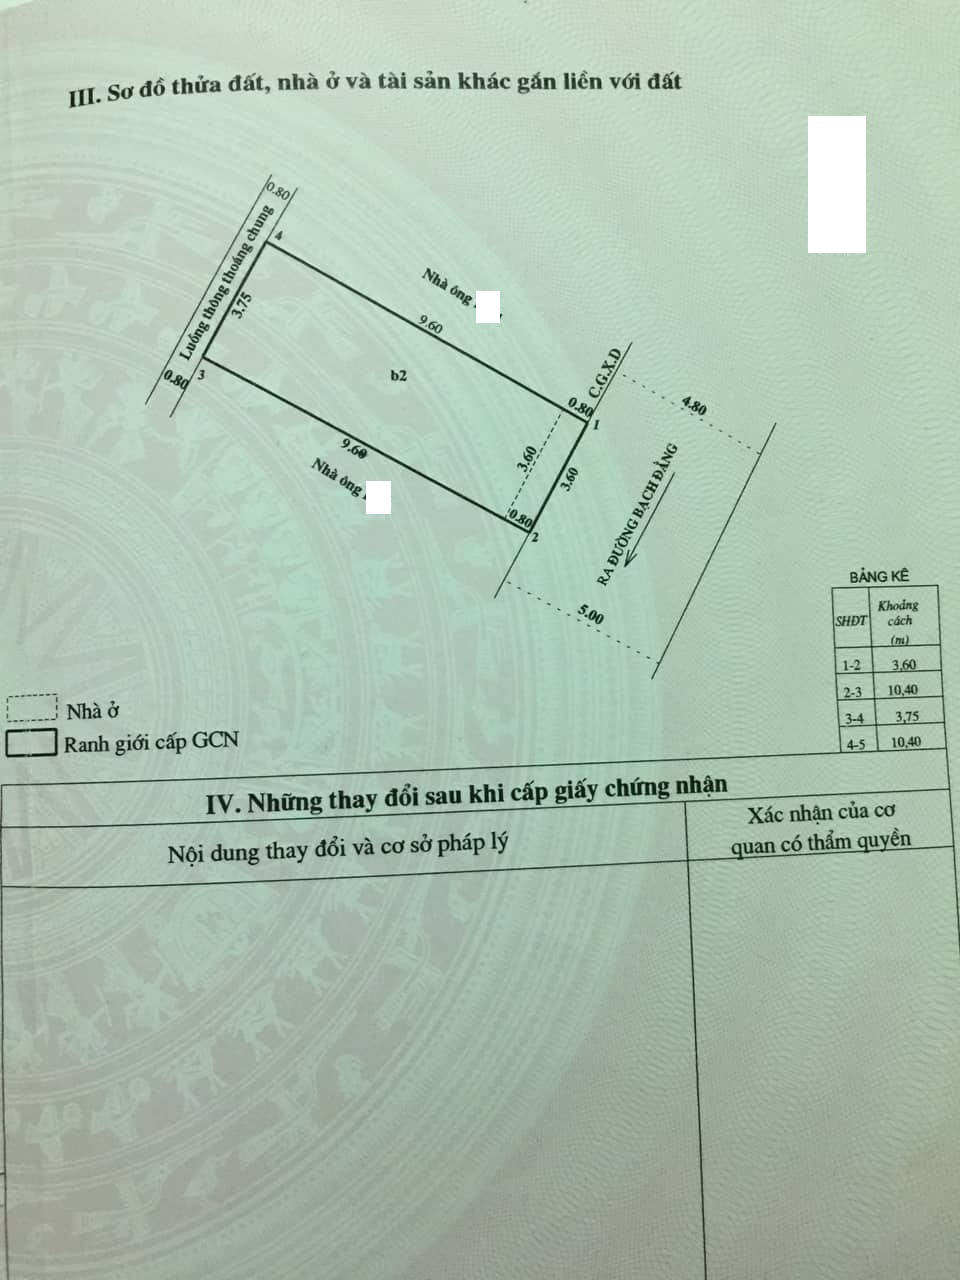 III. Sơ đồ thửa đất, nhà ở và tài sản khác gắn liền với đất
0.80
Luồng thông thoáng chung
4
3.75
Nhà ông
9.60
b2
0.80
3
C.G.X.D
0.80
1
4.80
9.60
Nhà ông
3.60
3.60
0.80
2
RA ĐƯỜNG BẠCH ĐẰNG
5.00
BẢNG KÊ
SHĐT Khoảng cách (m)
1-2 3,60
2-3 10,40
3-4 3,75
4-5 10,40
Nhà ở
Ranh giới cấp GCN
IV. Những thay đổi sau khi cấp giấy chứng nhận
Nội dung thay đổi và cơ sở pháp lý
Xác nhận của cơ
quan có thẩm quyền